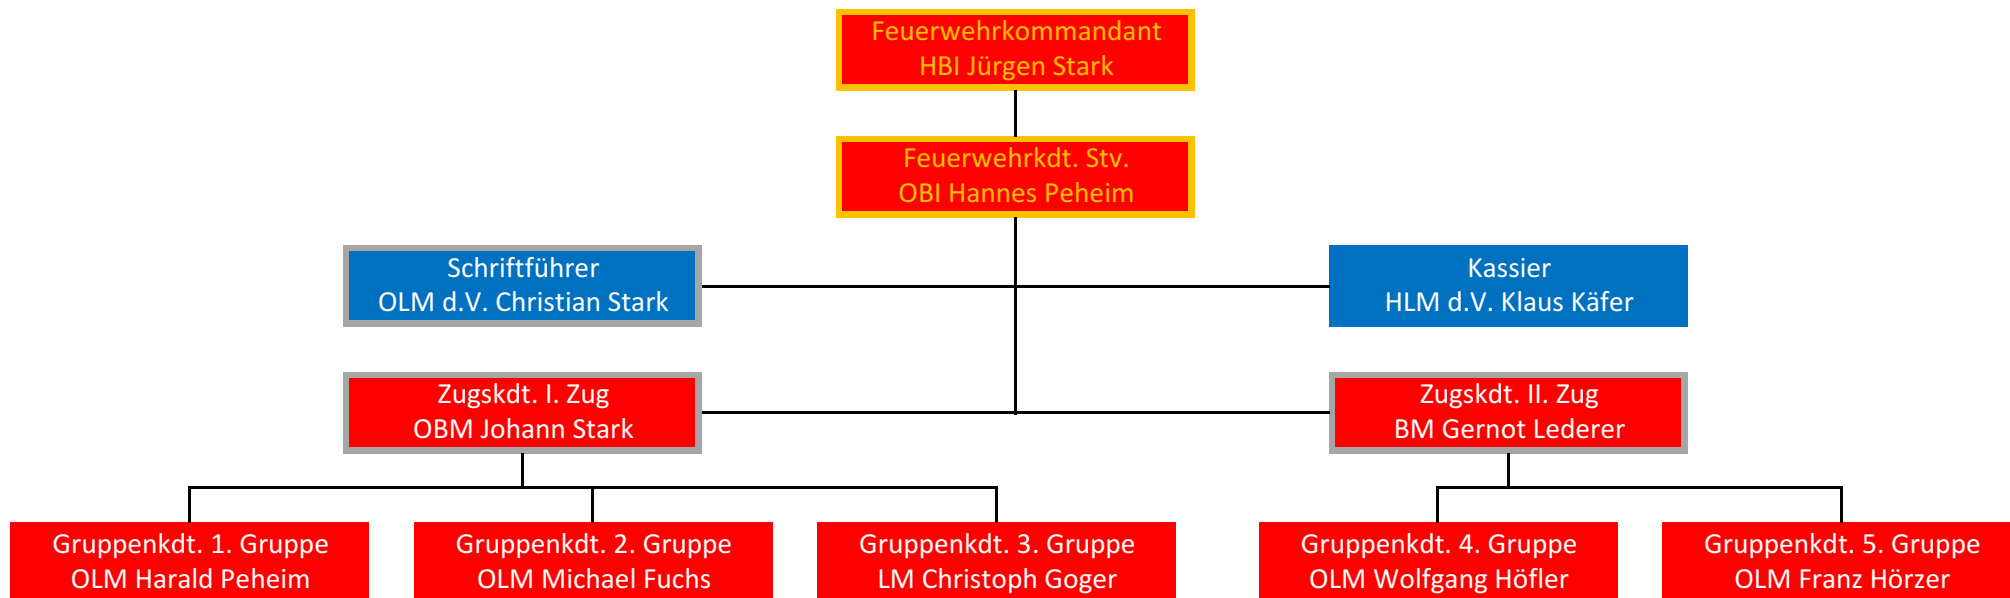 Feuerwehrkommandant
HBI Jürgen Stark
Feuerwehrkdt. Stv.
OBI Hannes Peheim
Schriftführer
OLM d.V. Christian Stark
Kassier
HLM d.V. Klaus Käfer
Zugskdt. I. Zug
OBM Johann Stark
Zugskdt. II. Zug
BM Gernot Lederer
Gruppenkdt. 1. Gruppe
OLM Harald Peheim
Gruppenkdt. 2. Gruppe
OLM Michael Fuchs
Gruppenkdt. 3. Gruppe
LM Christoph Goger
Gruppenkdt. 4. Gruppe
OLM Wolfgang Höfler
Gruppenkdt. 5. Gruppe
OLM Franz Hörzer